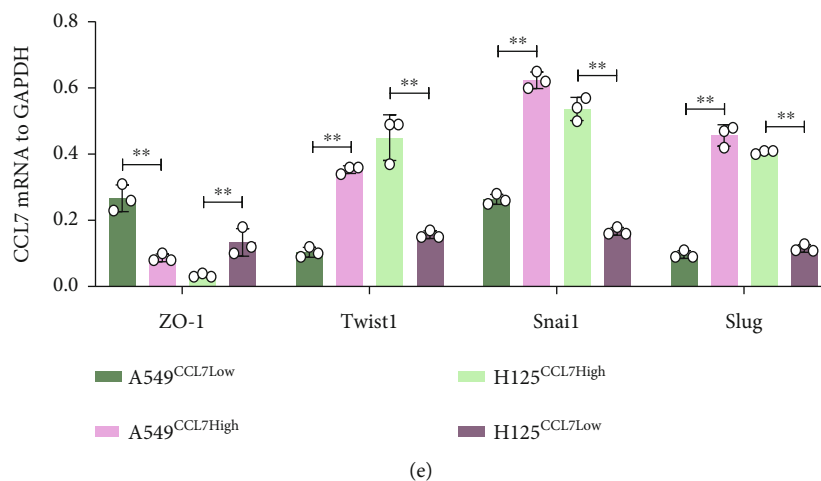 CCL7 mRNA to GAPDH
0.8
0.6
0.4
0.2
0.0
**
**
**
**
**
**
**
**
ZO-1
Twist1
Snai1
Slug
A549CCL7Low
H125CCL7High
A549CCL7High
H125CCL7Low
(e)